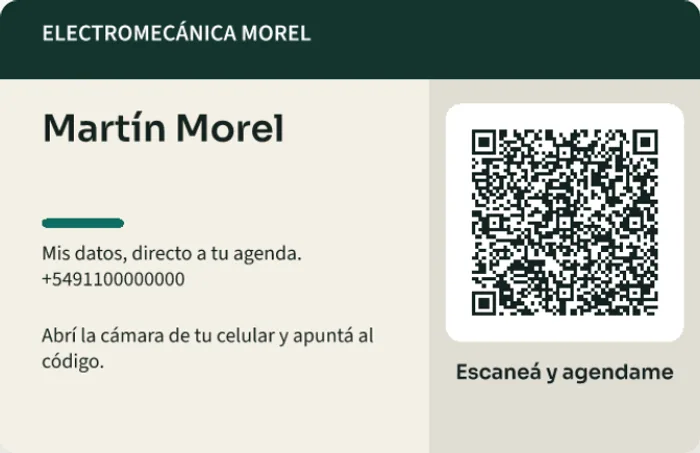 ELECTROMECÁNICA MOREL
Martín Morel
Mis datos, directo a tu agenda.
+5491100000000
Abrí la cámara de tu celular y apuntá al
código.
Escaneá y agendame